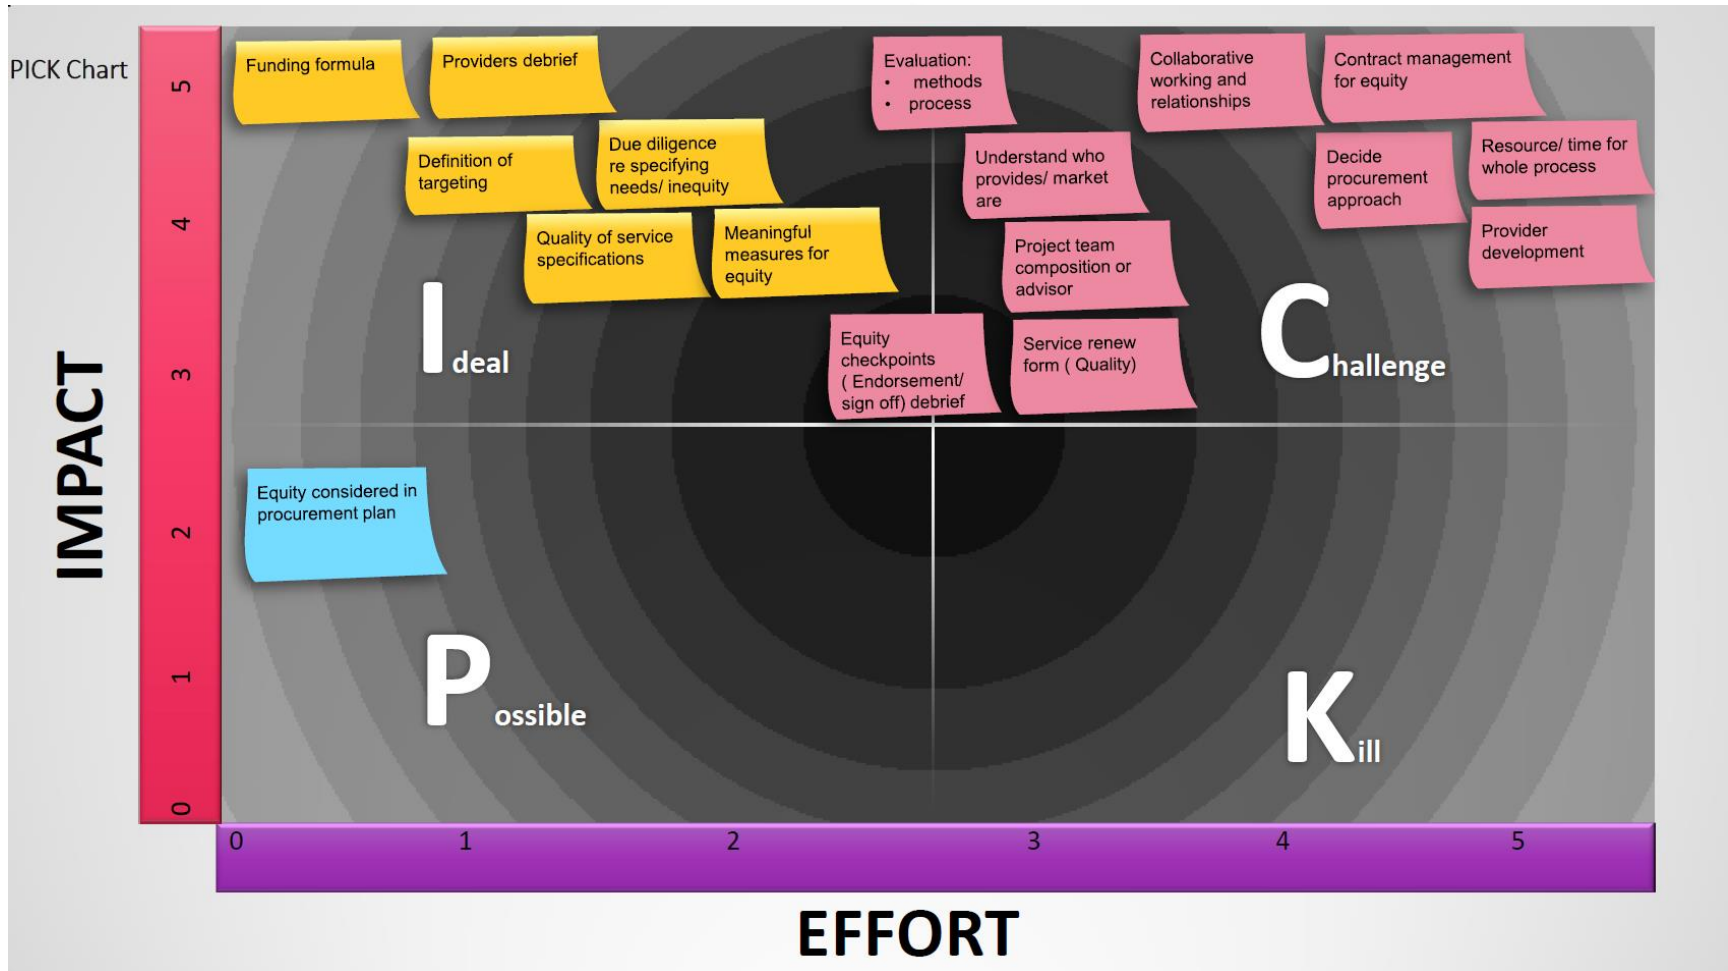 PICK Chart
IMPACT
5
4
3
2
1
0
Funding formula
Providers debrief
Definition of
targeting
Due diligence
re specifying
needs/ inequity
Quality of service
specifications
Meaningful
measures for
equity
Ideal
Evaluation:
• methods
• process
Understand who
provides/ market
are
Project team
composition or
advisor
Equity
checkpoints
( Endorsement/
sign off) debrief
Service renew
form ( Quality)
Collaborative
working and
relationships
Contract management
for equity
Decide
procurement
approach
Resource/ time for
whole process
Provider
development
Challenge
Equity considered in
procurement plan
Possible
Kill
0 1 2 3 4 5
EFFORT